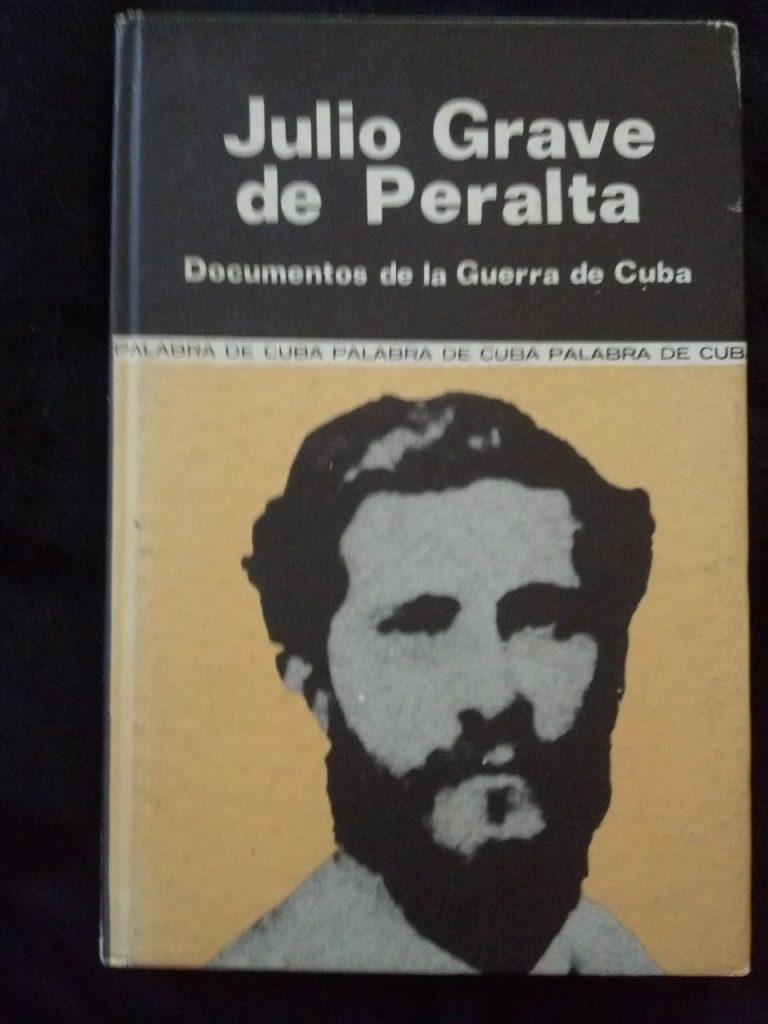 Julio Grave
de Peralta
Documentos de la Guerra de Cuba
PALABRA DE CUBA PALABRA DE CUBA PALABRA DE CUBA